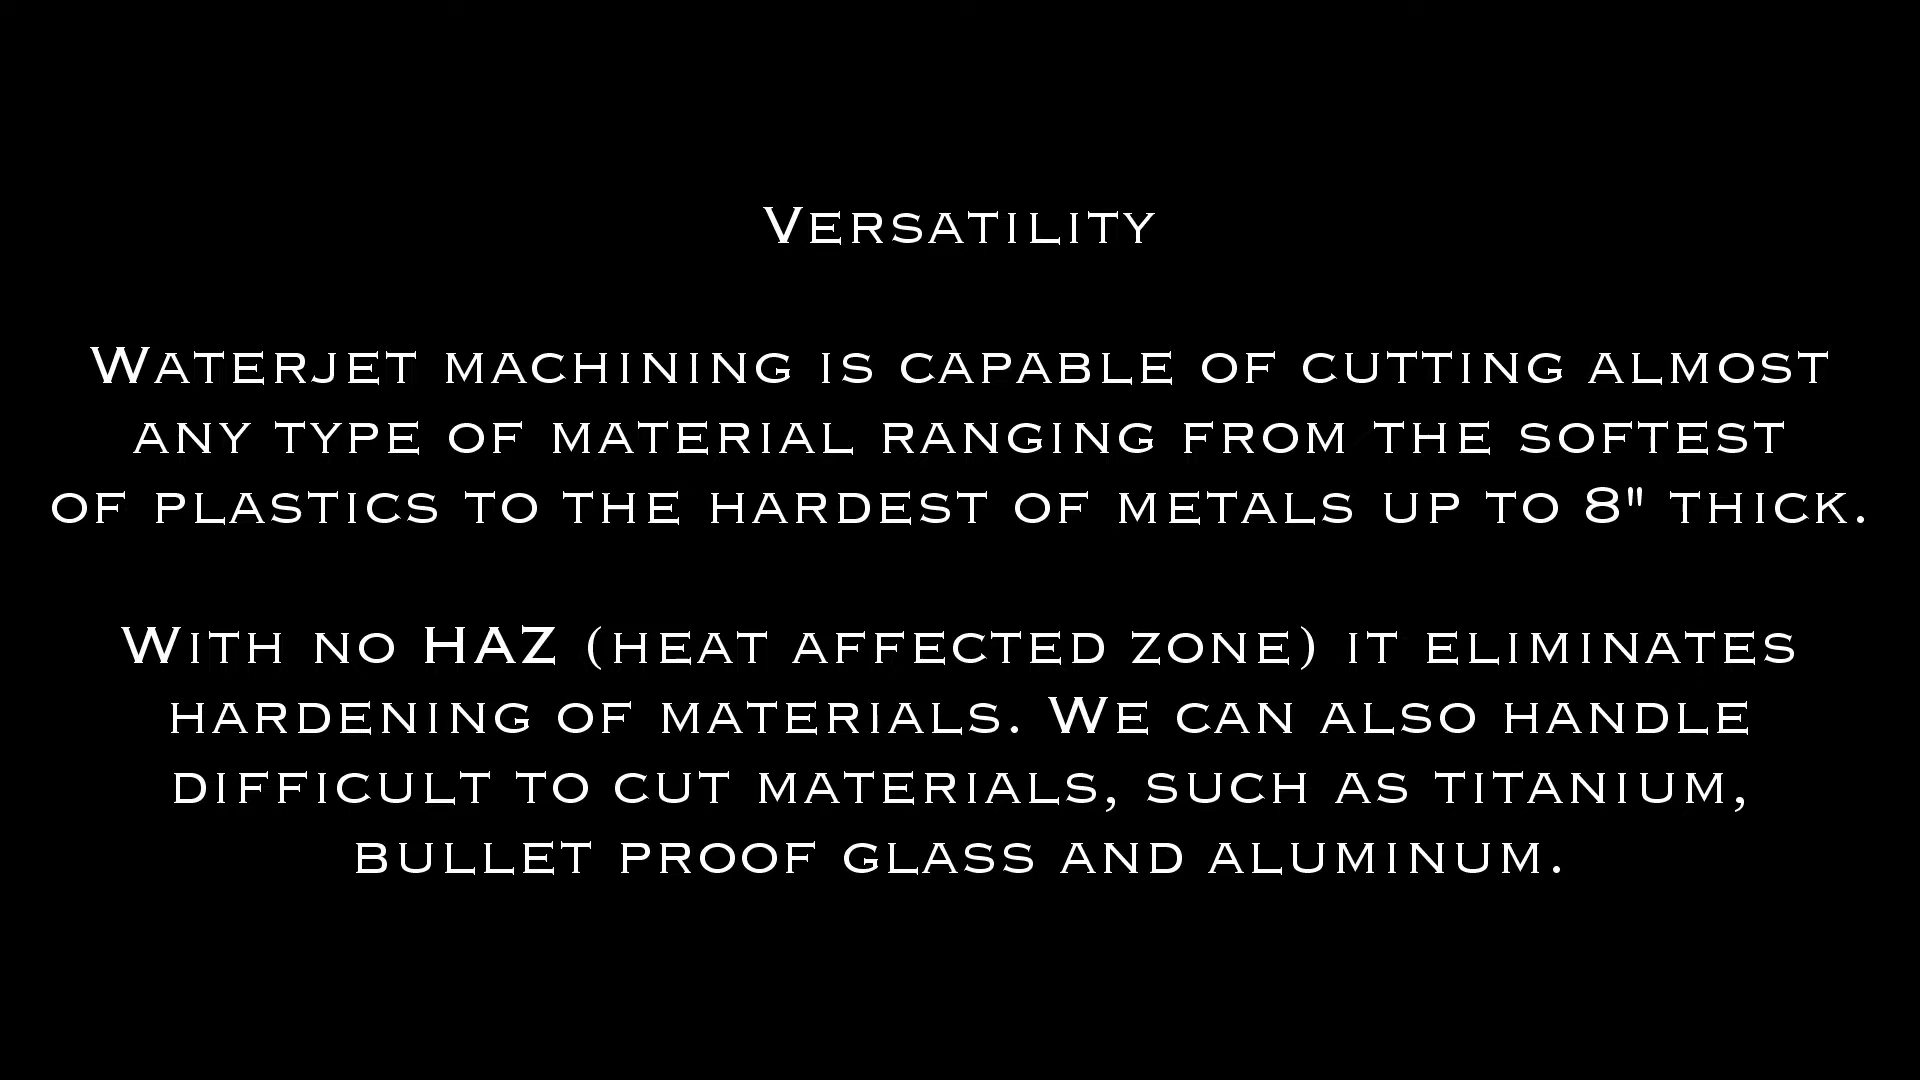 Versatility
Waterjet machining is capable of cutting almost
any type of material ranging from the softest
of plastics to the hardest of metals up to 8" thick.
With no HAZ (heat affected zone) it eliminates
hardening of materials. We can also handle
difficult to cut materials, such as titanium,
bullet proof glass and aluminum.